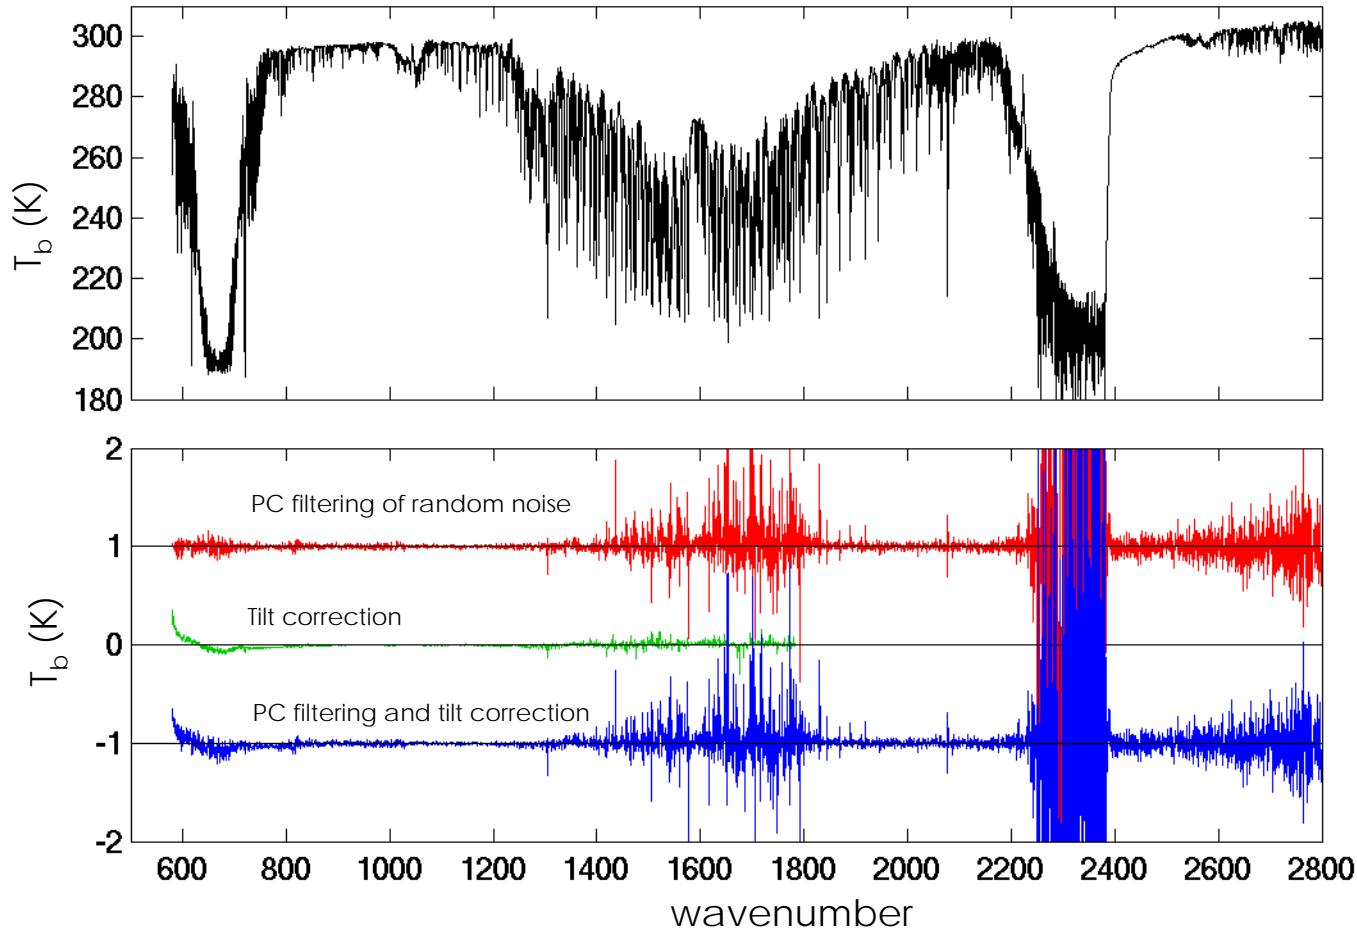 300
280
260
240
220
200
180
T_b (K)
2
1
0
-1
-2
T_b (K)
PC filtering of random noise
Tilt correction
PC filtering and tilt correction
600 800 1000 1200 1400 1600 1800 2000 2200 2400 2600 2800
wavenumber